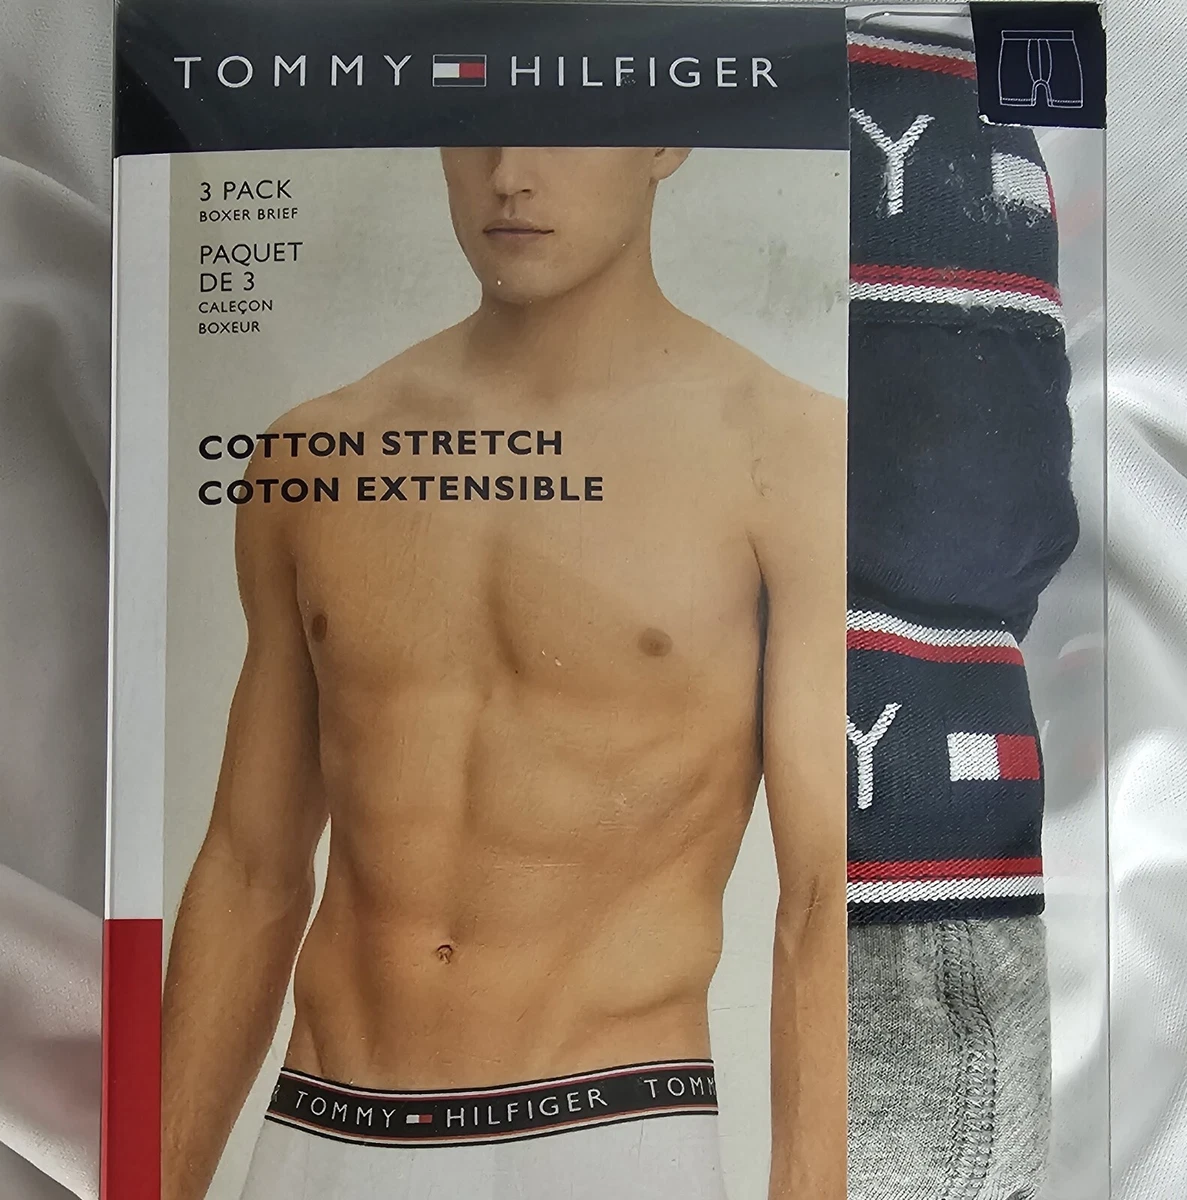 TOMMY HILFIGER
3 PACK
BOXER BRIEF
PAQUET
DE 3
CALEÇON
BOXEUR
COTTON STRETCH
COTON EXTENSIBLE
TOMMY HILFIGER TOMM
Y
Y